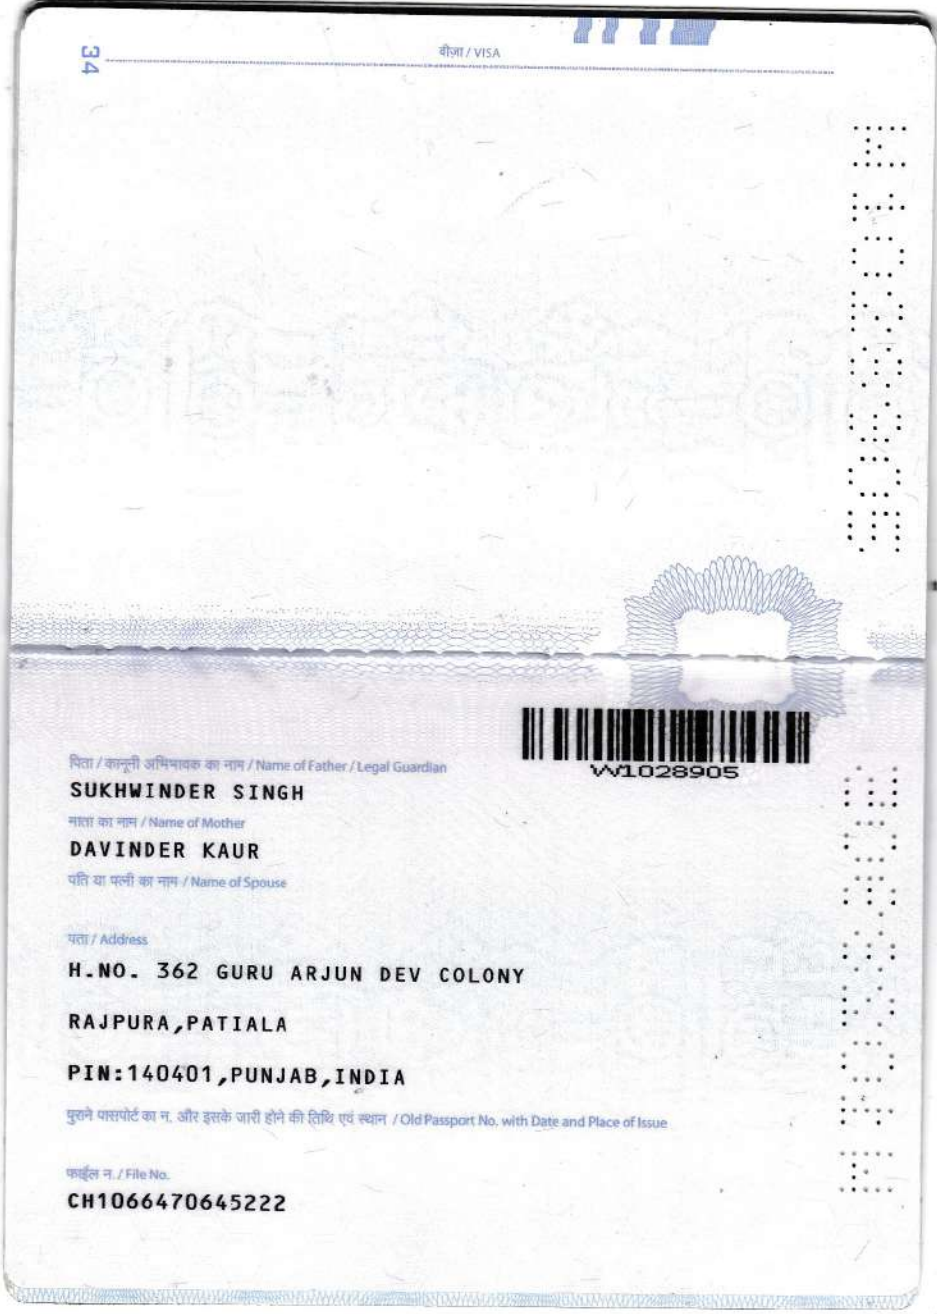 34
वीज़ा / VISA
पिता / कानूनी अभिभावक का नाम / Name of Father / Legal Guardian
SUKHWINDER SINGH
माता का नाम / Name of Mother
DAVINDER KAUR
पति या पत्नी का नाम / Name of Spouse
पता / Address
H.NO. 362 GURU ARJUN DEV COLONY
RAJPURA,PATIALA
PIN:140401,PUNJAB,INDIA
पुराने पासपोर्ट का न. और इसके जारी होने की तिथि एवं स्थान / Old Passport No. with Date and Place of Issue
फाईल न. / File No.
CH1066470645222
W1028905